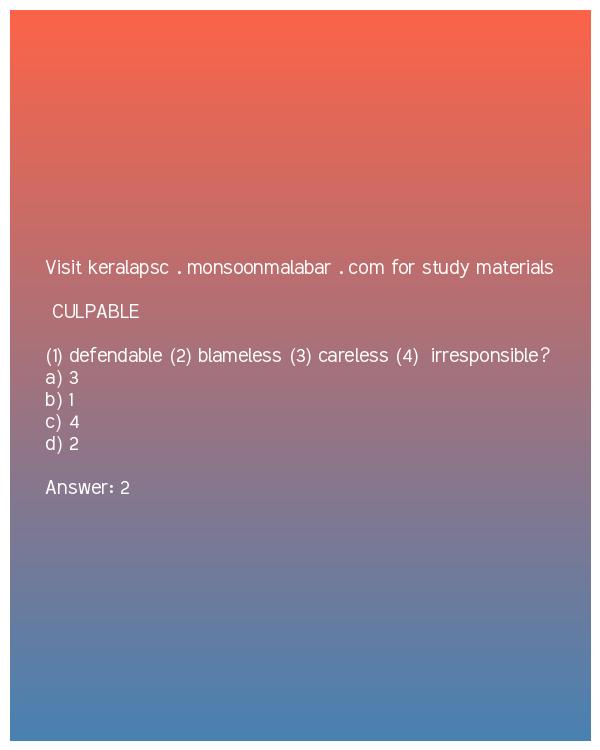 Visit keralapsc . monsoonmalabar . com for study materials
CULPABLE
(1) defendable (2) blameless (3) careless (4)  irresponsible?
a) 3
b) 1
c) 4
d) 2
Answer: 2